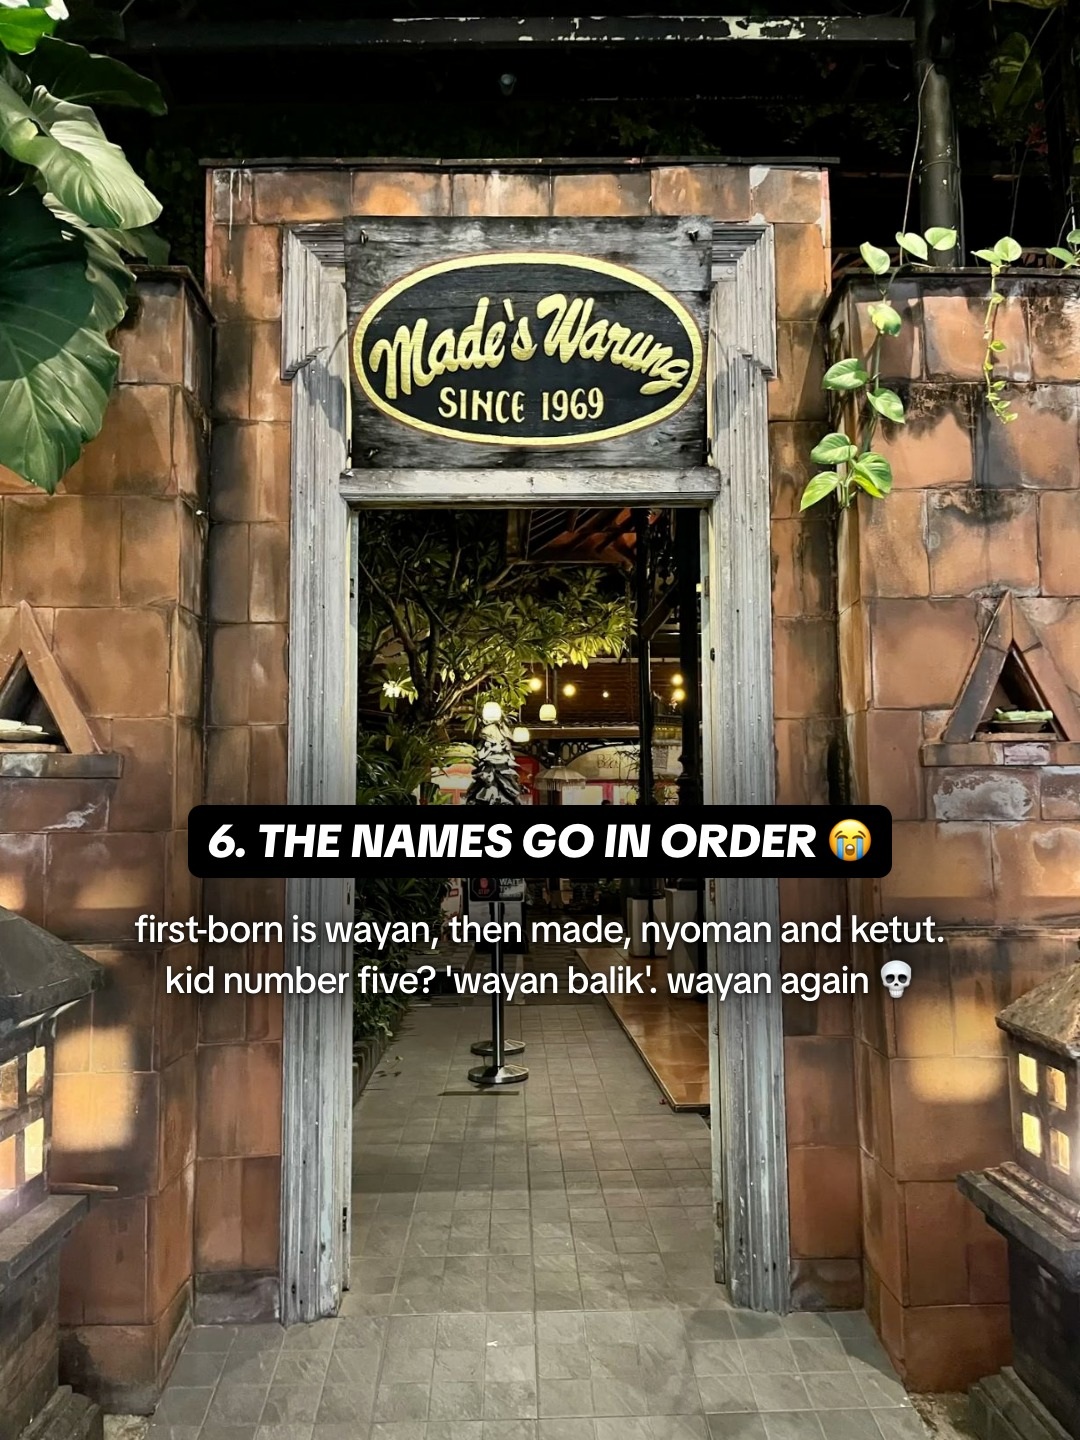 Made's Warung
SINCE 1969
6. THE NAMES GO IN ORDER 😭
first-born is wayan, then made, nyoman and ketut.
kid number five? 'wayan balik'. wayan again 💀